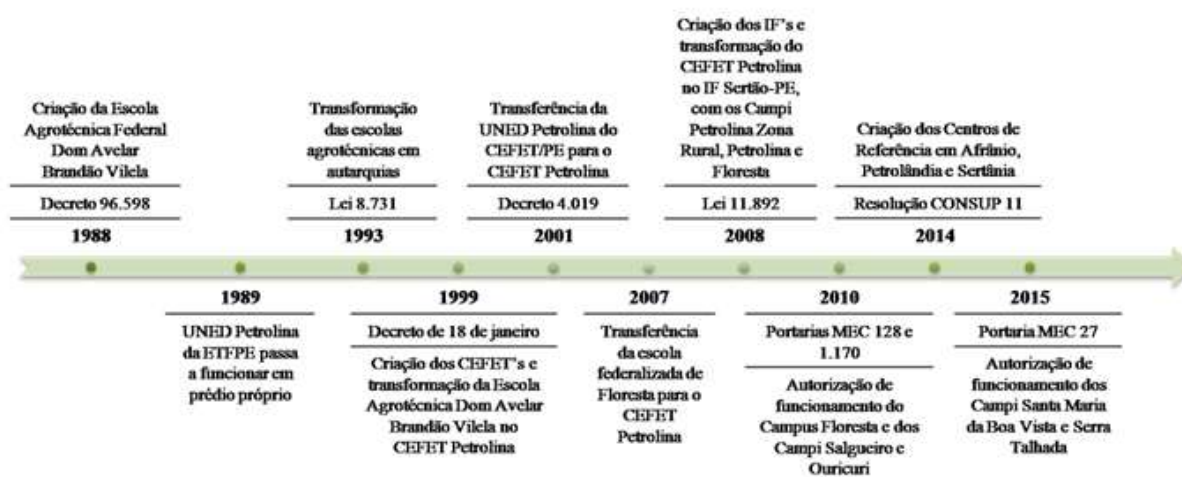 Criação da Escola
Agrotécnica Federal
Dom Avelar
Brandão Vilela
Decreto 96.598
1988
Transformação
das escolas
agrotécnicas em
autarquias
Lei 8.731
1993
Transferência da
UNED Petrolina do
CEFET/PE para o
CEFET Petrolina
Decreto 4.019
2001
Criação dos IF's e
transformação do
CEFET Petrolina
no IF Sertão-PE,
com os Campi
Petrolina Zona
Rural, Petrolina e
Floresta
Lei 11.892
2008
Criação dos Centros de
Referência em Afrânio,
Petrolândia e Sertânia
Resolução CONSUP 11
2014
1989
UNED Petrolina
da ETFPE passa
a funcionar em
prédio próprio
1999
Decreto de 18 de janeiro
Criação dos CEFET's e
transformação da Escola
Agrotécnica Dom Avelar
Brandão Vilela no
CEFET Petrolina
2007
Transferência
da escola
federalizada de
Floresta para o
CEFET
Petrolina
2010
Portarias MEC 128 e
1.170
Autorização de
funcionamento do
Campus Floresta e dos
Campi Salgueiro e
Ouricuri
2015
Portaria MEC 27
Autorização de
funcionamento dos
Campi Santa Maria
da Boa Vista e Serra
Talhada